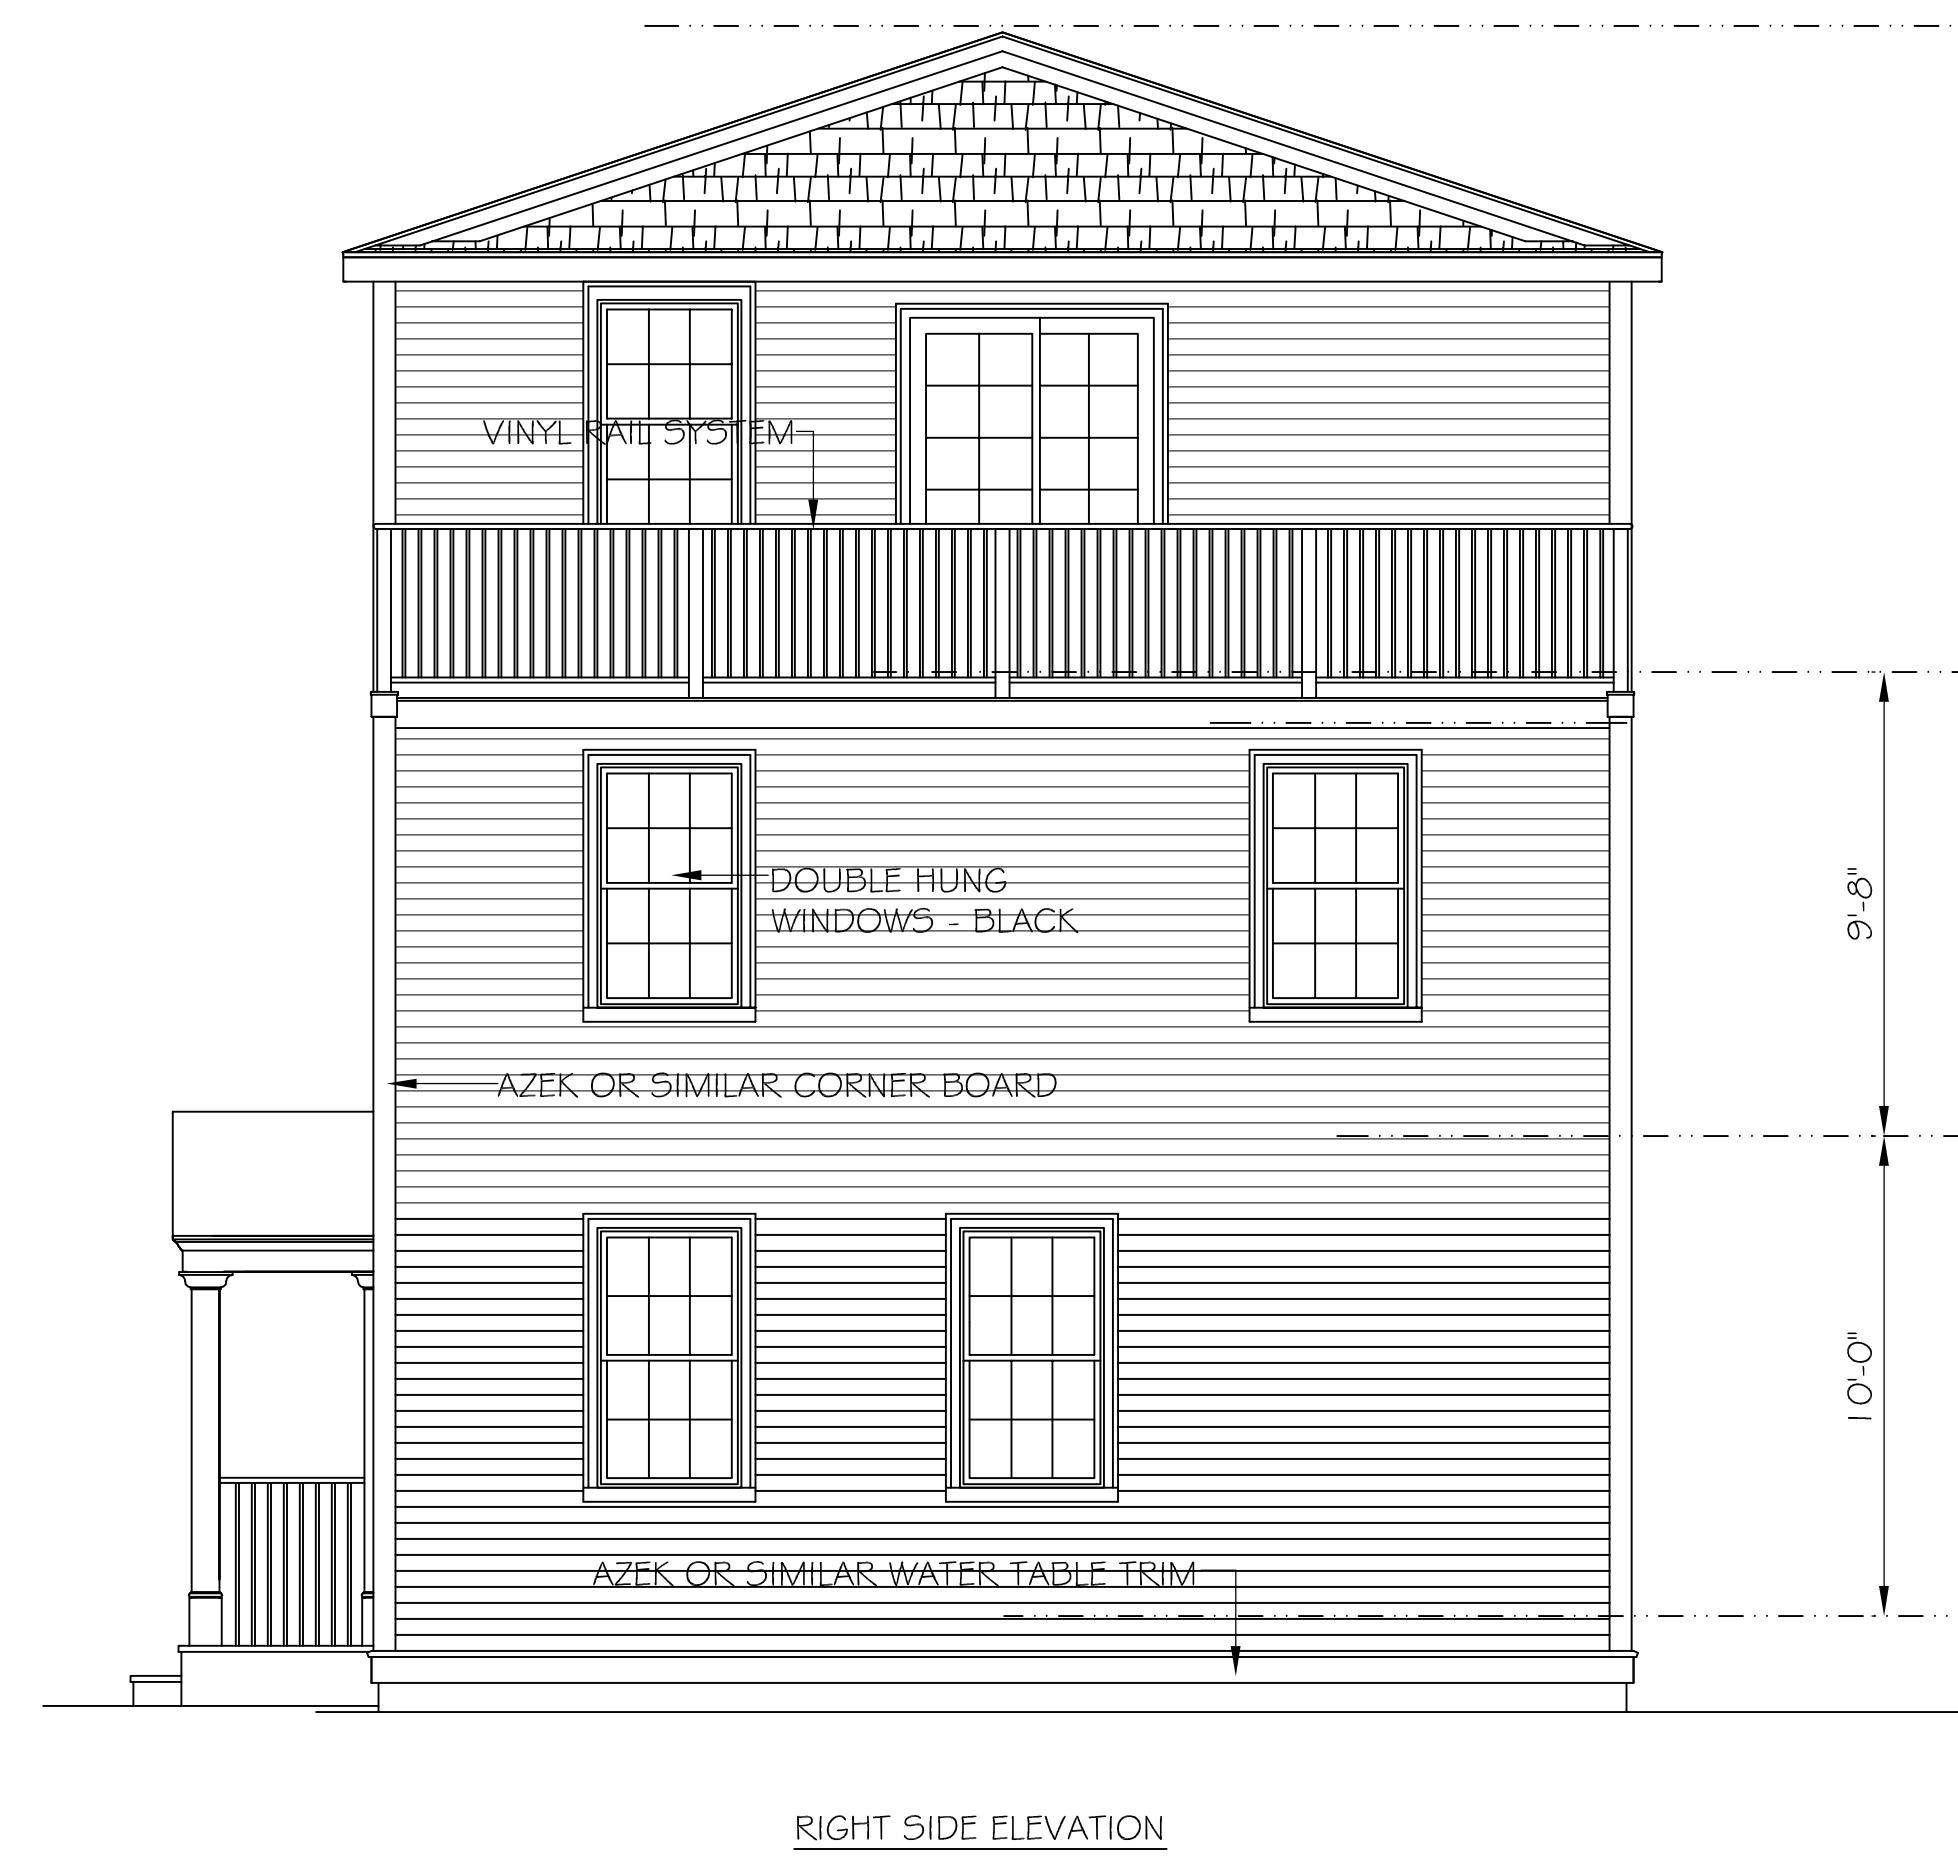 VINYL RAIL SYSTEM
DOUBLE HUNG
WINDOWS - BLACK
9'-8"
AZEK OR SIMILAR CORNER BOARD
10'-0"
AZEK OR SIMILAR WATER TABLE TRIM
RIGHT SIDE ELEVATION